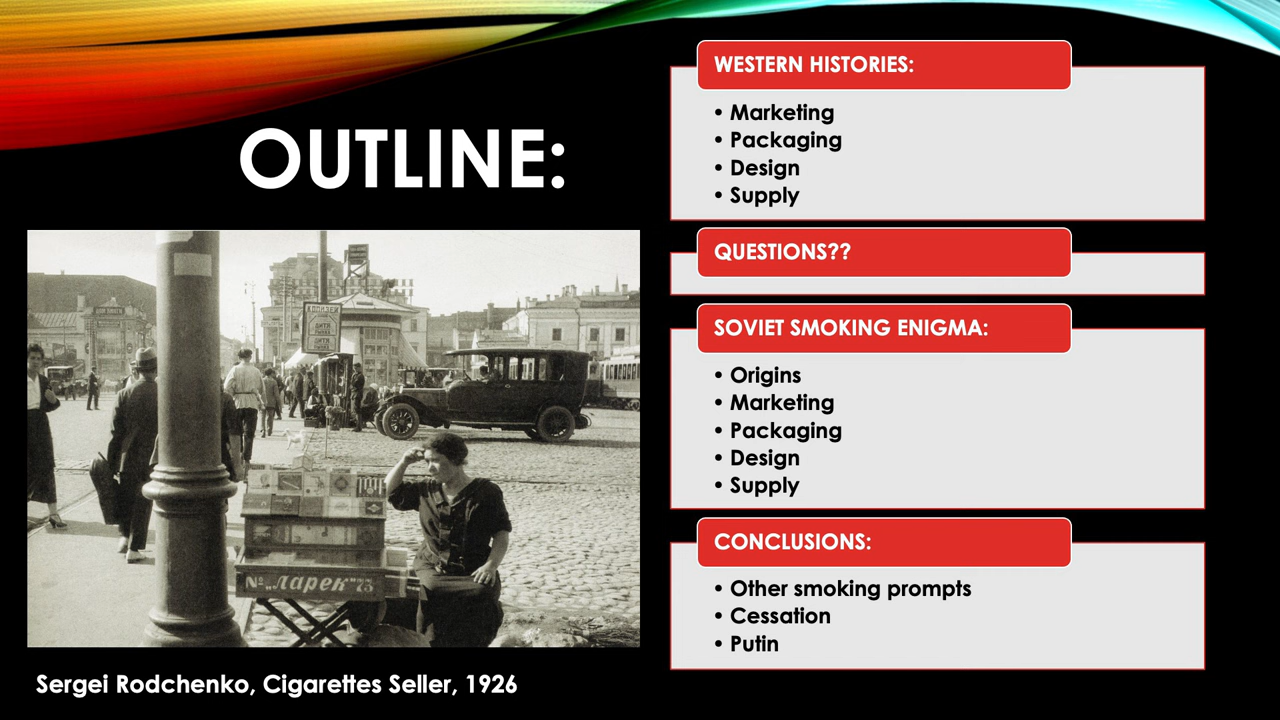 OUTLINE:
№ „Ларек" 75
Sergei Rodchenko, Cigarettes Seller, 1926
WESTERN HISTORIES:
• Marketing
• Packaging
• Design
• Supply
QUESTIONS??
SOVIET SMOKING ENIGMA:
• Origins
• Marketing
• Packaging
• Design
• Supply
CONCLUSIONS:
• Other smoking prompts
• Cessation
• Putin